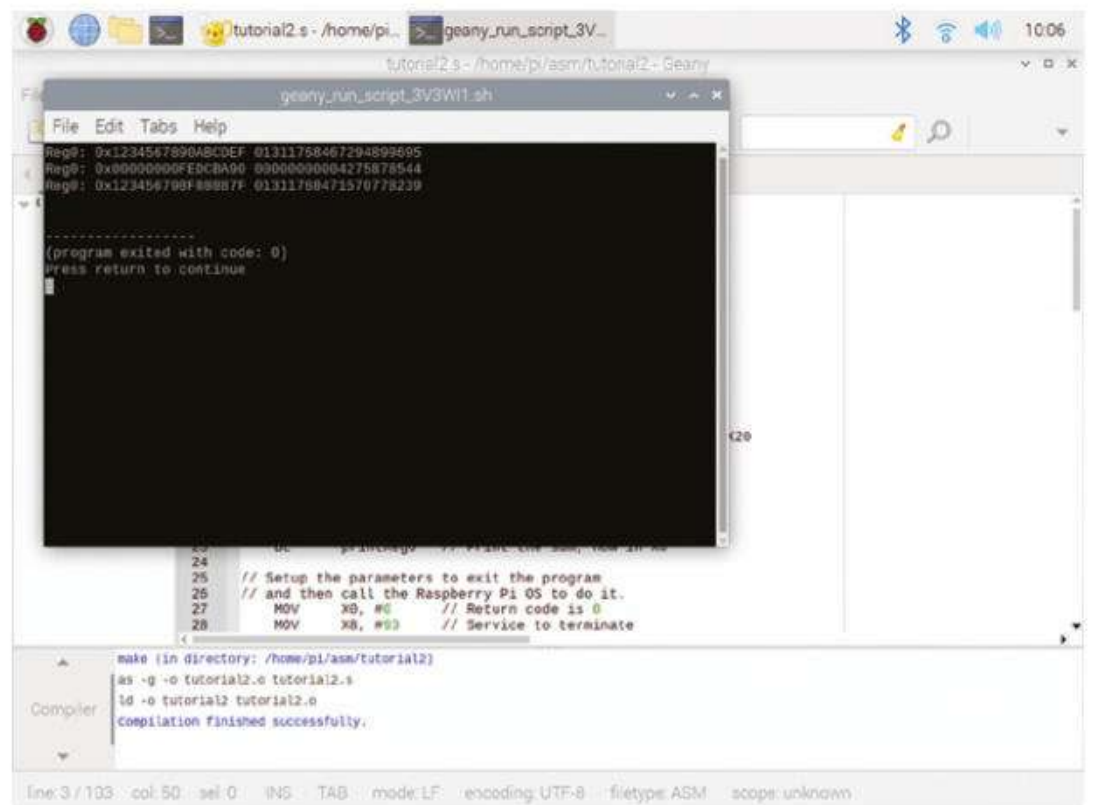 tutorial2.s - /home/pi... geany_run_script_3V... 10:06
tutorial2.s - /home/pi/asm/tutorial2 - Geany
geany_run_script_3V3WI1.sh
File Edit Tabs Help
Reg0: 0x1234567890ABCDEF 01311768467294899695
Reg0: 0x00000000FEDCBA90 00000000004275878544
Reg0: 0x123456798F88887F 01311768471570778239
------------------
(program exited with code: 0)
Press return to continue
24
25 // Setup the parameters to exit the program
26 // and then call the Raspberry Pi OS to do it.
27 MOV X0, #0 // Return code is 0
28 MOV X8, #93 // Service to terminate
make (in directory: /home/pi/asm/tutorial2)
as -g -o tutorial2.o tutorial2.s
Compiler
ld -o tutorial2 tutorial2.o
Compilation finished successfully.
line: 3 / 103 col: 50 sel: 0 INS TAB mode: LF encoding: UTF-8 filetype: ASM scope: unknown